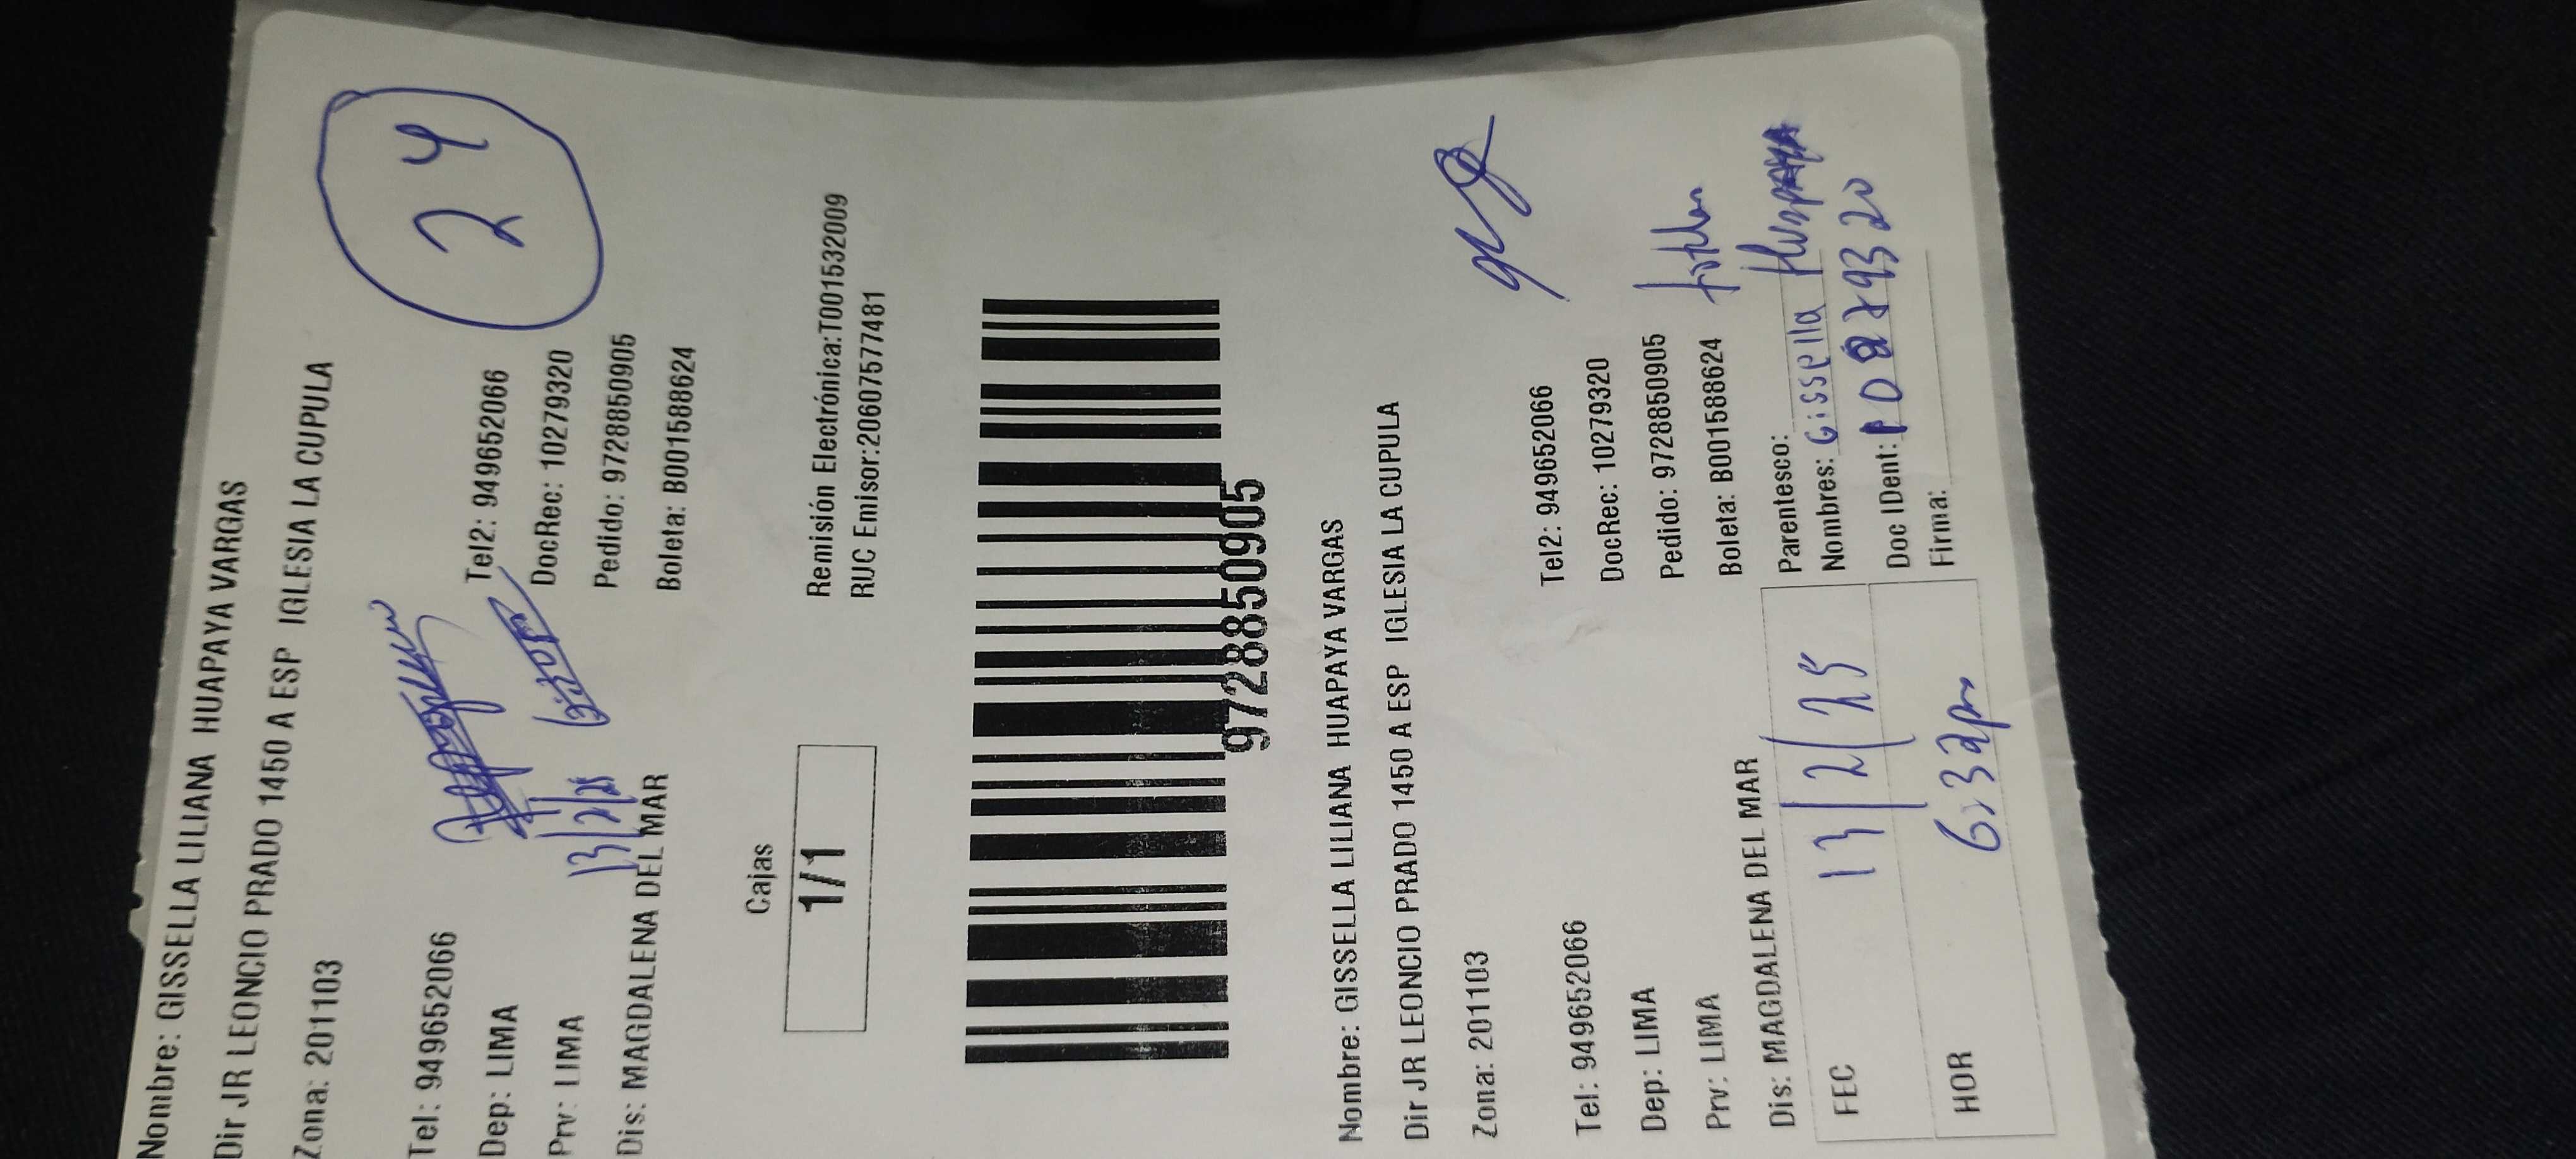 Nombre: GISSELLA LILIANA HUAPAYA VARGAS
Dir JR LEONCIO PRADO 1450 A ESP IGLESIA LA CUPULA
Zona: 201103
24
Tel: 949652066 Tel2: 949652066
Dep: LIMA DocRec: 10279320
Prv: LIMA 13/2/25 Pedido: 9728850905
Dis: MAGDALENA DEL MAR Boleta: B001588624
Cajas
1/1
Remisión Electrónica:T001532009
RUC Emisor:20607577481
9728850905
Nombre: GISSELLA LILIANA HUAPAYA VARGAS
Dir JR LEONCIO PRADO 1450 A ESP IGLESIA LA CUPULA
Zona: 201103
Tel: 949652066 Tel2: 949652066
Dep: LIMA DocRec: 10279320
Prv: LIMA Pedido: 9728850905
Dis: MAGDALENA DEL MAR Boleta: B001588624
FEC 13/2/25
HOR 6:32pm
Parentesco:
Nombres: Gissella Huapaya
Doc IDent: 10279320
Firma: